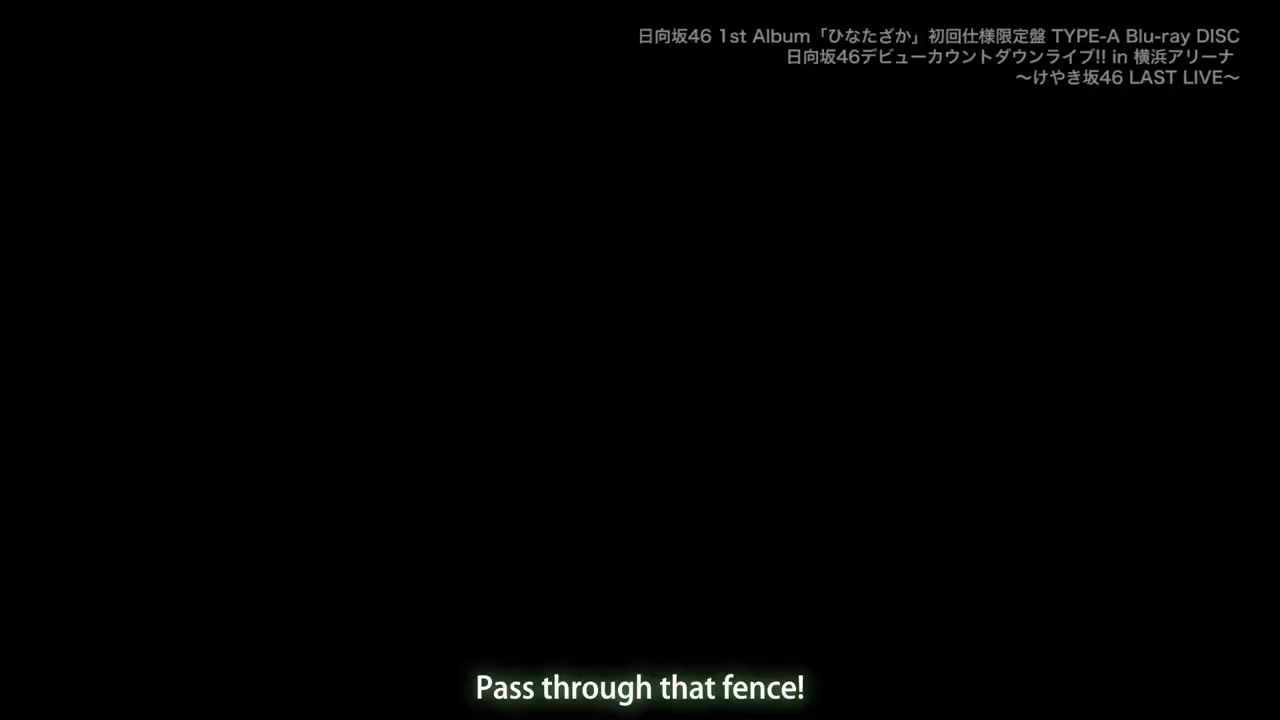 日向坂46 1st Album「ひなたざか」初回仕様限定盤 TYPE-A Blu-ray DISC
日向坂46デビューカウントダウンライブ!! in 横浜アリーナ
～けやき坂46 LAST LIVE～
Pass through that fence!